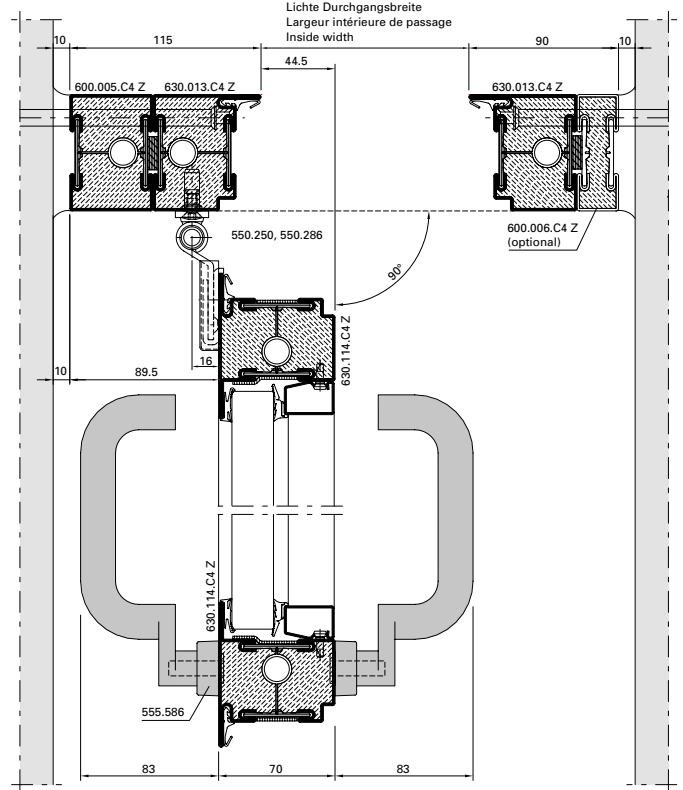 Lichte Durchgangsbreite
Largeur intérieure de passage
Inside width
10
115
90
10
44.5
600.005.C4 Z
630.013.C4 Z
630.013.C4 Z
550.250, 550.286
600.006.C4 Z
(optional)
90°
630.114.C4 Z
16
10
89.5
630.114.C4 Z
555.586
83
70
83